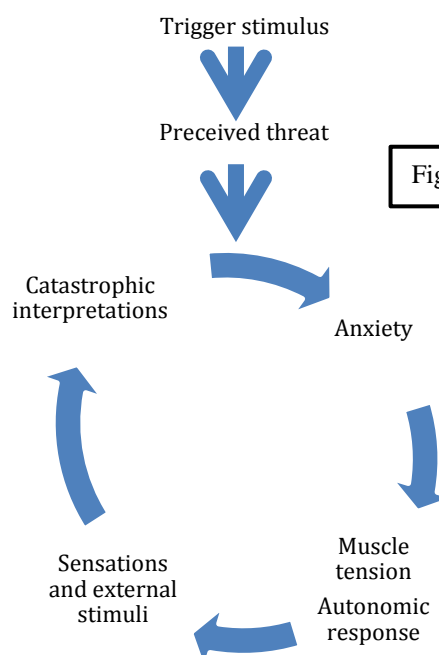 Trigger stimulus
Preceived threat
Fig
Catastrophic
interpretations
Anxiety
Muscle
tension
Autonomic
response
Sensations
and external
stimuli